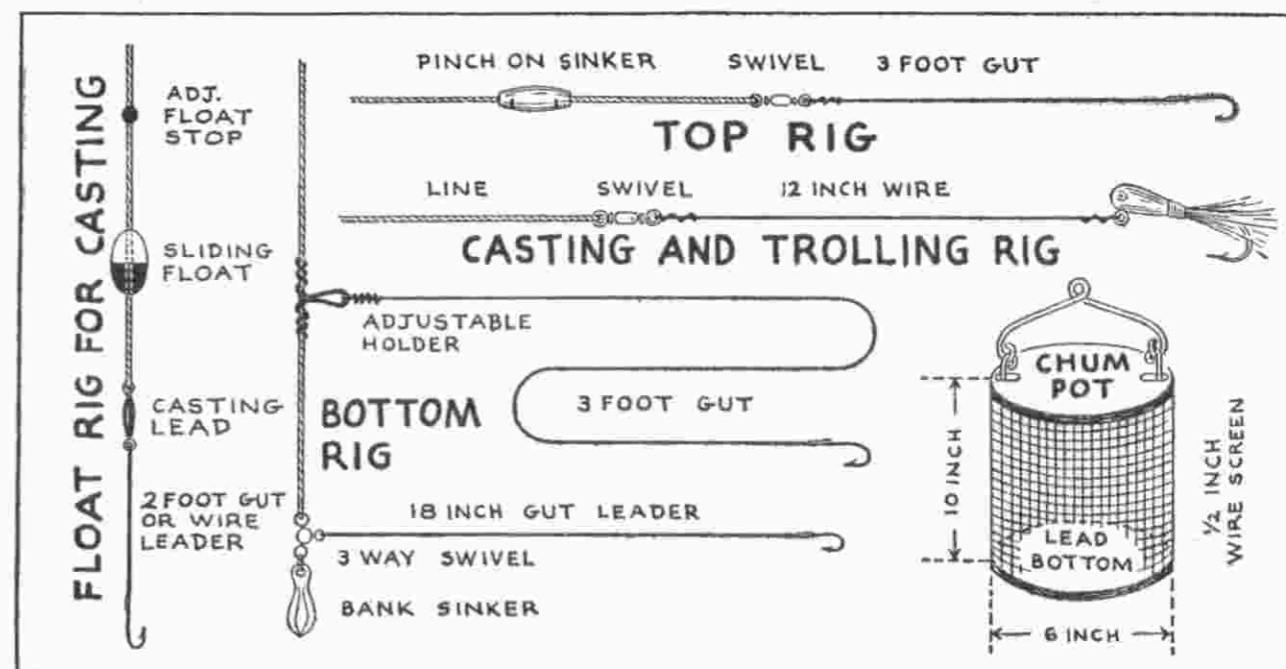 FLOAT RIG FOR CASTING
ADJ.
FLOAT
STOP
SLIDING
FLOAT
CASTING
LEAD
2 FOOT GUT
OR WIRE
LEADER
PINCH ON SINKER
SWIVEL
3 FOOT GUT
TOP RIG
LINE
SWIVEL
12 INCH WIRE
CASTING AND TROLLING RIG
ADJUSTABLE
HOLDER
3 FOOT GUT
BOTTOM
RIG
18 INCH GUT LEADER
3 WAY SWIVEL
BANK SINKER
CHUM
POT
10 INCH
LEAD
BOTTOM
1/2 INCH
WIRE SCREEN
6 INCH